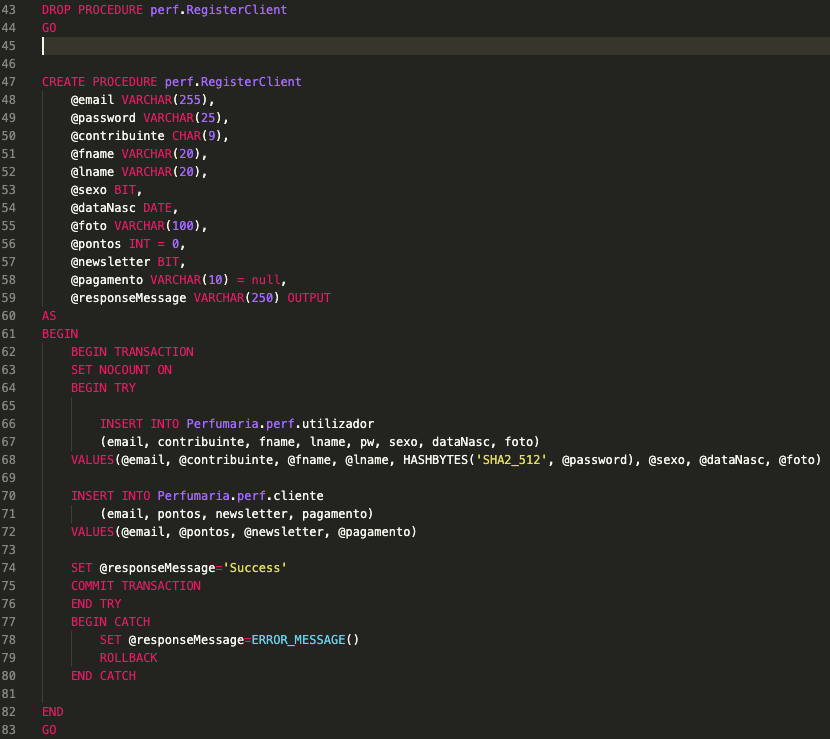 43 DROP PROCEDURE perf.RegisterClient
44 GO
45
46
47 CREATE PROCEDURE perf.RegisterClient
48     @email VARCHAR(255),
49     @password VARCHAR(25),
50     @contribuinte CHAR(9),
51     @fname VARCHAR(20),
52     @lname VARCHAR(20),
53     @sexo BIT,
54     @dataNasc DATE,
55     @foto VARCHAR(100),
56     @pontos INT = 0,
57     @newsletter BIT,
58     @pagamento VARCHAR(10) = null,
59     @responseMessage VARCHAR(250) OUTPUT
60 AS
61 BEGIN
62     BEGIN TRANSACTION
63     SET NOCOUNT ON
64     BEGIN TRY
65
66         INSERT INTO Perfumaria.perf.utilizador
67         (email, contribuinte, fname, lname, pw, sexo, dataNasc, foto)
68     VALUES(@email, @contribuinte, @fname, @lname, HASHBYTES('SHA2_512', @password), @sexo, @dataNasc, @foto)
69
70     INSERT INTO Perfumaria.perf.cliente
71         (email, pontos, newsletter, pagamento)
72     VALUES(@email, @pontos, @newsletter, @pagamento)
73
74     SET @responseMessage='Success'
75     COMMIT TRANSACTION
76     END TRY
77     BEGIN CATCH
78         SET @responseMessage=ERROR_MESSAGE()
79         ROLLBACK
80     END CATCH
81
82 END
83 GO